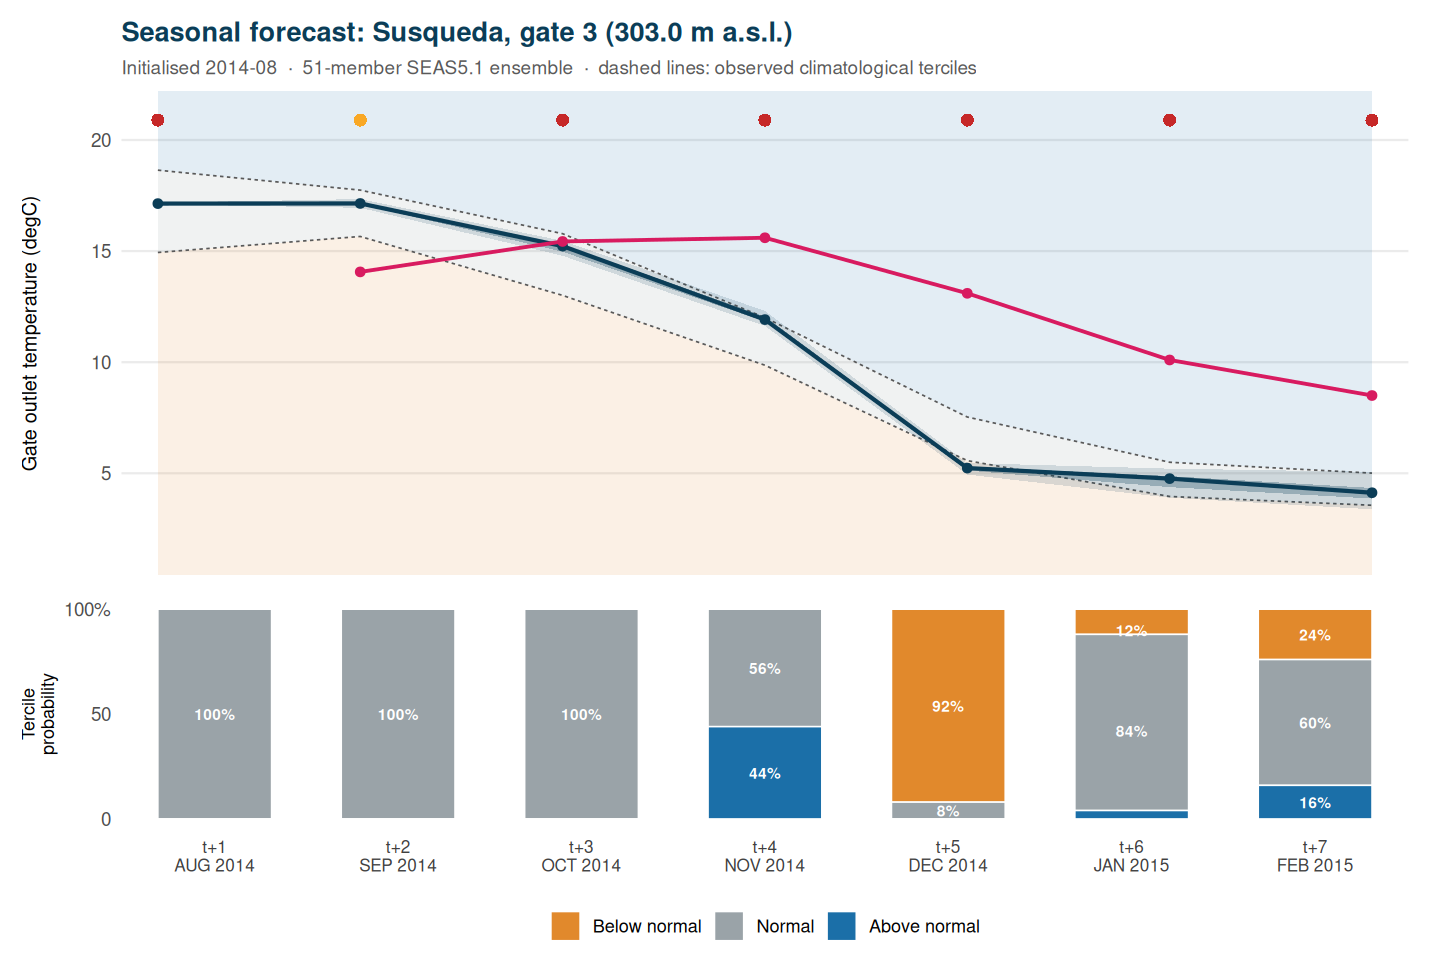 Seasonal forecast: Susqueda, gate 3 (303.0 m a.s.l.)
Initialised 2014-08 · 51-member SEAS5.1 ensemble · dashed lines: observed climatological terciles
Gate outlet temperature (degC)
20
15
10
5
Tercile
probability
100%
50
0
100%
100%
100%
56%
44%
92%
8%
12%
84%
24%
60%
16%
t+1
AUG 2014
t+2
SEP 2014
t+3
OCT 2014
t+4
NOV 2014
t+5
DEC 2014
t+6
JAN 2015
t+7
FEB 2015
Below normal
Normal
Above normal